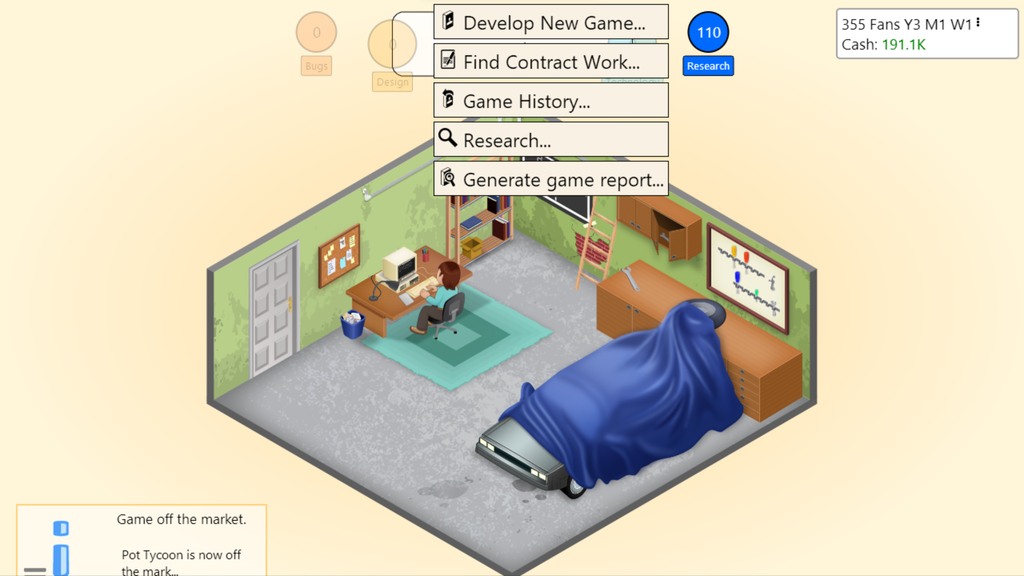 0
Bugs
0
Design
Develop New Game...
Find Contract Work...
Game History...
Research...
Generate game report...
110
Research
355 Fans Y3 M1 W1
Cash: 191.1K
Game off the market.
Pot Tycoon is now off
the mark...